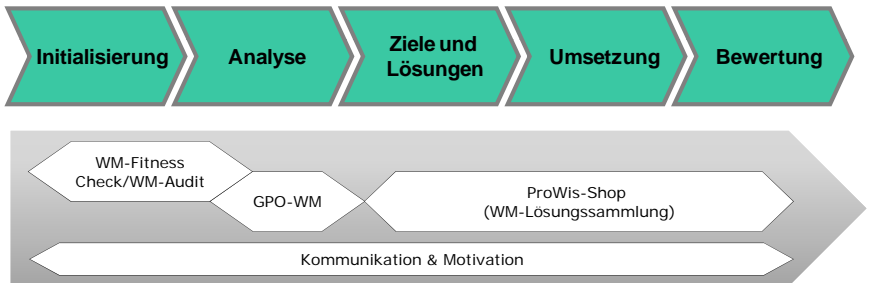 Initialisierung
Analyse
Ziele und
Lösungen
Umsetzung
Bewertung
WM-Fitness
Check/WM-Audit
GPO-WM
ProWis-Shop
(WM-Lösungssammlung)
Kommunikation & Motivation